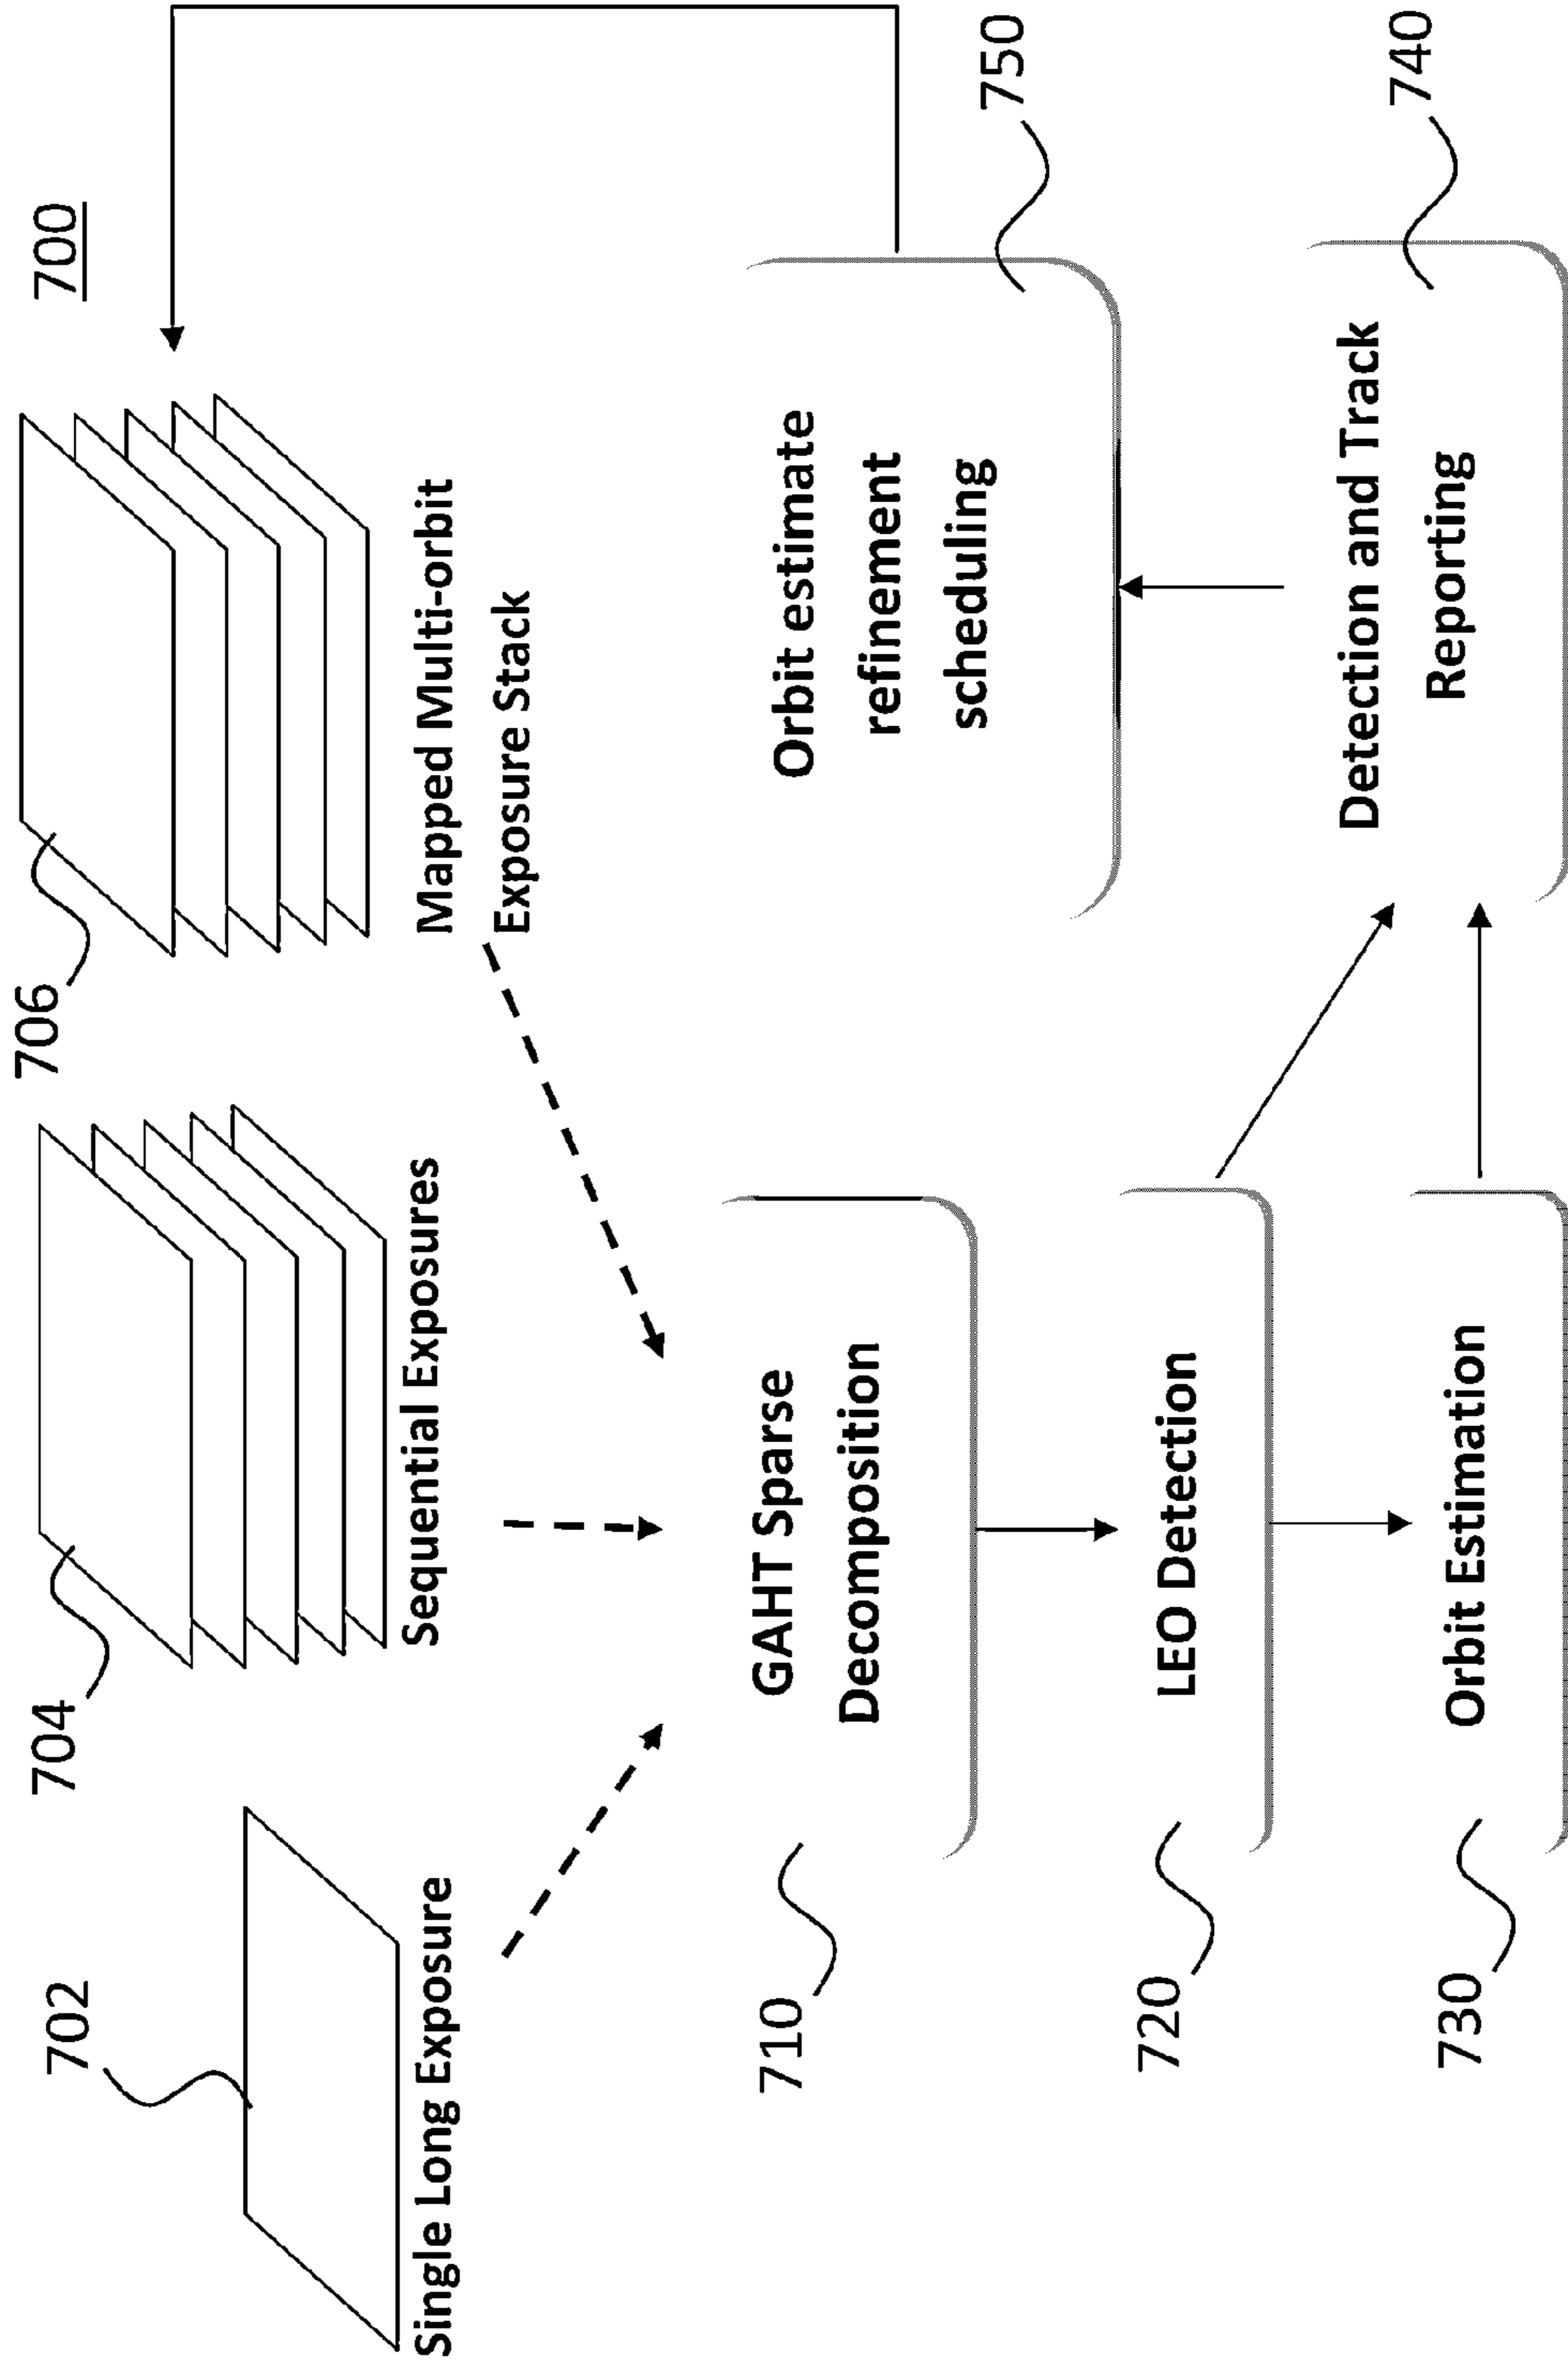 700
702
704
706
Single Long Exposure
Sequential Exposures
Mapped Multi-orbit
Exposure Stack
710
GAHT Sparse
Decomposition
Orbit estimate
refinement
scheduling
750
720
LEO Detection
730
Orbit Estimation
Detection and Track
Reporting
740